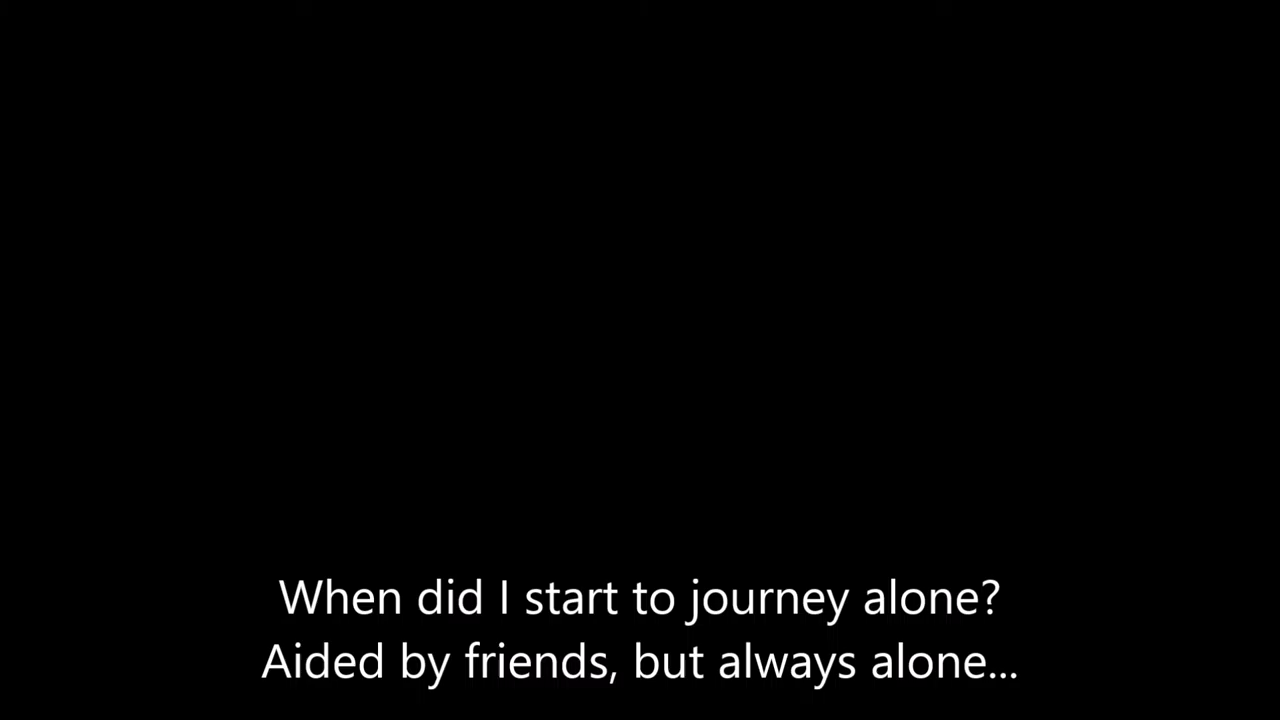 When did I start to journey alone?
Aided by friends, but always alone...